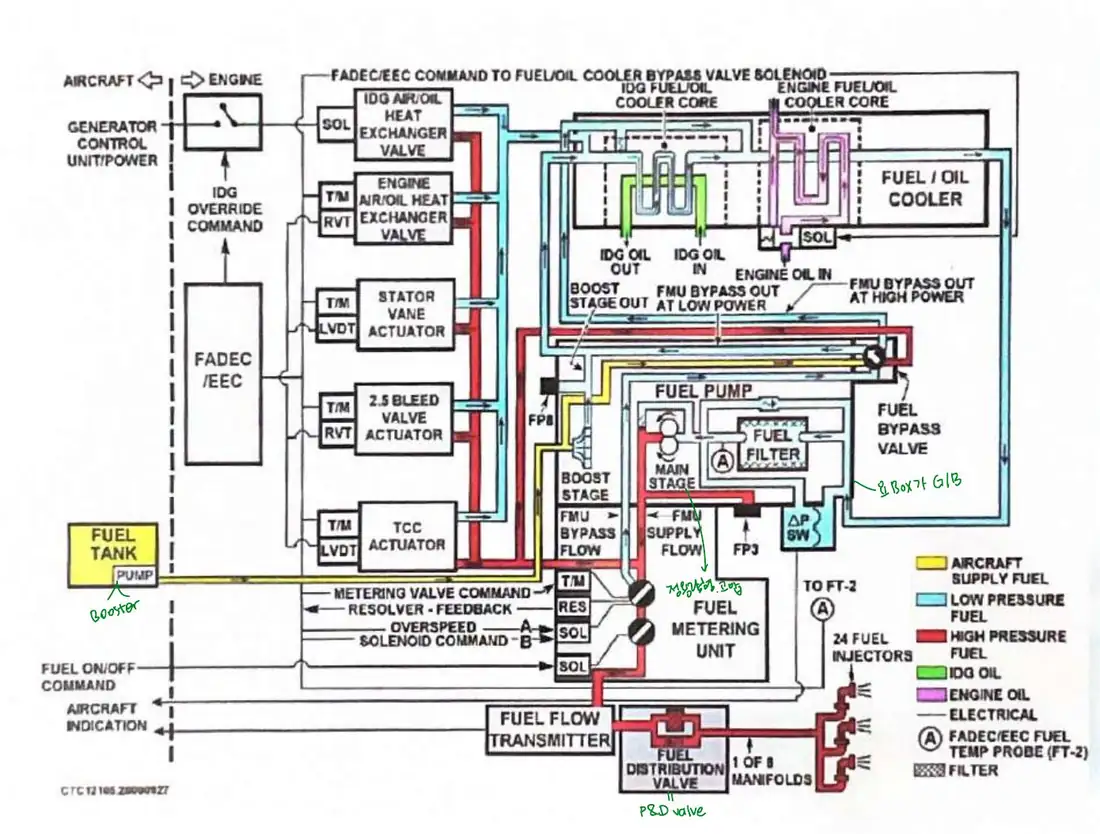 FADEC/EEC COMMAND TO FUEL/OIL COOLER BYPASS VALVE SOLENOID
AIRCRAFT
ENGINE
GENERATOR
CONTROL
UNIT/POWER
IDG
OVERRIDE
COMMAND
FADEC
/EEC
SOL
IDG AIR/OIL
HEAT
EXCHANGER
VALVE
T/M
RVT
ENGINE
AIR/OIL HEAT
EXCHANGER
VALVE
T/M
LVDT
STATOR
VANE
ACTUATOR
T/M
RVT
2.5 BLEED
VALVE
ACTUATOR
T/M
LVDT
TCC
ACTUATOR
IDG FUEL/OIL
COOLER CORE
ENGINE FUEL/OIL
COOLER CORE
FUEL / OIL
COOLER
SOL
IDG OIL
OUT
IDG OIL
IN
ENGINE OIL IN
BOOST
STAGE OUT
FMU BYPASS OUT
AT LOW POWER
FMU BYPASS OUT
AT HIGH POWER
FUEL PUMP
FUEL
BYPASS
VALVE
FP8
BOOST
STAGE
MAIN
STAGE
A
FUEL
FILTER
FMU
BYPASS
FLOW
FMU
SUPPLY
FLOW
FP3
ΔP
SW
요 Box가 G/B
FUEL
TANK
PUMP
Booster
METERING VALVE COMMAND
RESOLVER - FEEDBACK
OVERSPEED
SOLENOID COMMAND
A
B
T/M
RES
SOL
SOL
FUEL
METERING
UNIT
TO FT-2
A
24 FUEL
INJECTORS
FUEL ON/OFF
COMMAND
AIRCRAFT
INDICATION
FUEL FLOW
TRANSMITTER
FUEL
DISTRIBUTION
VALVE
P&D valve
1 OF 8
MANIFOLDS
AIRCRAFT
SUPPLY FUEL
LOW PRESSURE
FUEL
HIGH PRESSURE
FUEL
IDG OIL
ENGINE OIL
ELECTRICAL
A
FADEC/EEC FUEL
TEMP PROBE (FT-2)
FILTER